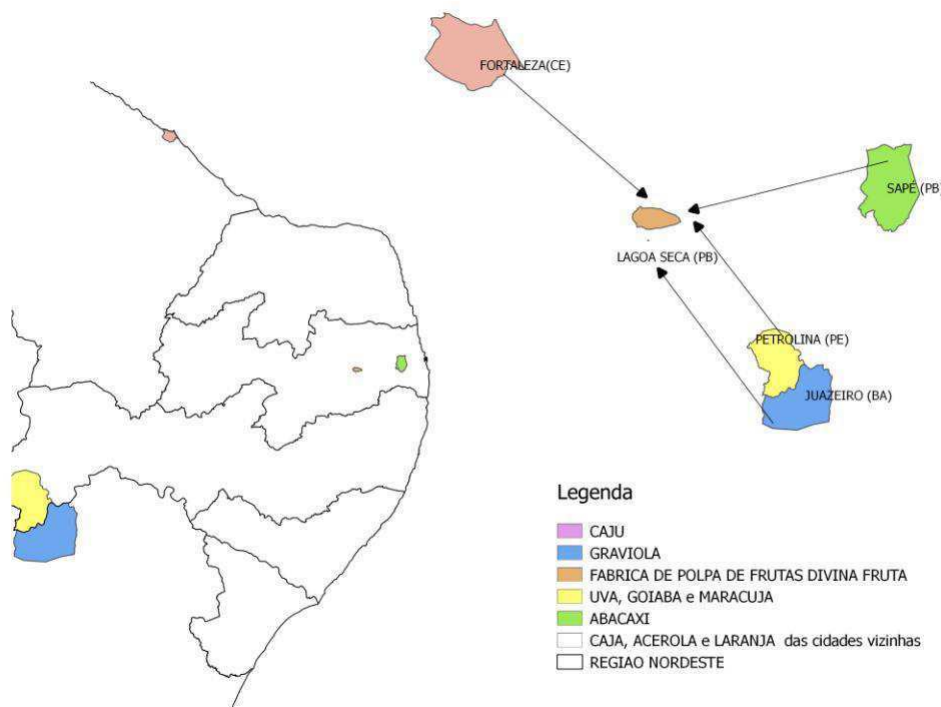 FORTALEZA(CE)
SAPÉ (PB)
LAGOA SECA (PB)
PETROLINA (PE)
JUAZEIRO (BA)
Legenda
CAJU
GRAVIOLA
FABRICA DE POLPA DE FRUTAS DIVINA FRUTA
UVA, GOIABA e MARACUJA
ABACAXI
CAJA, ACEROLA e LARANJA das cidades vizinhas
REGIAO NORDESTE